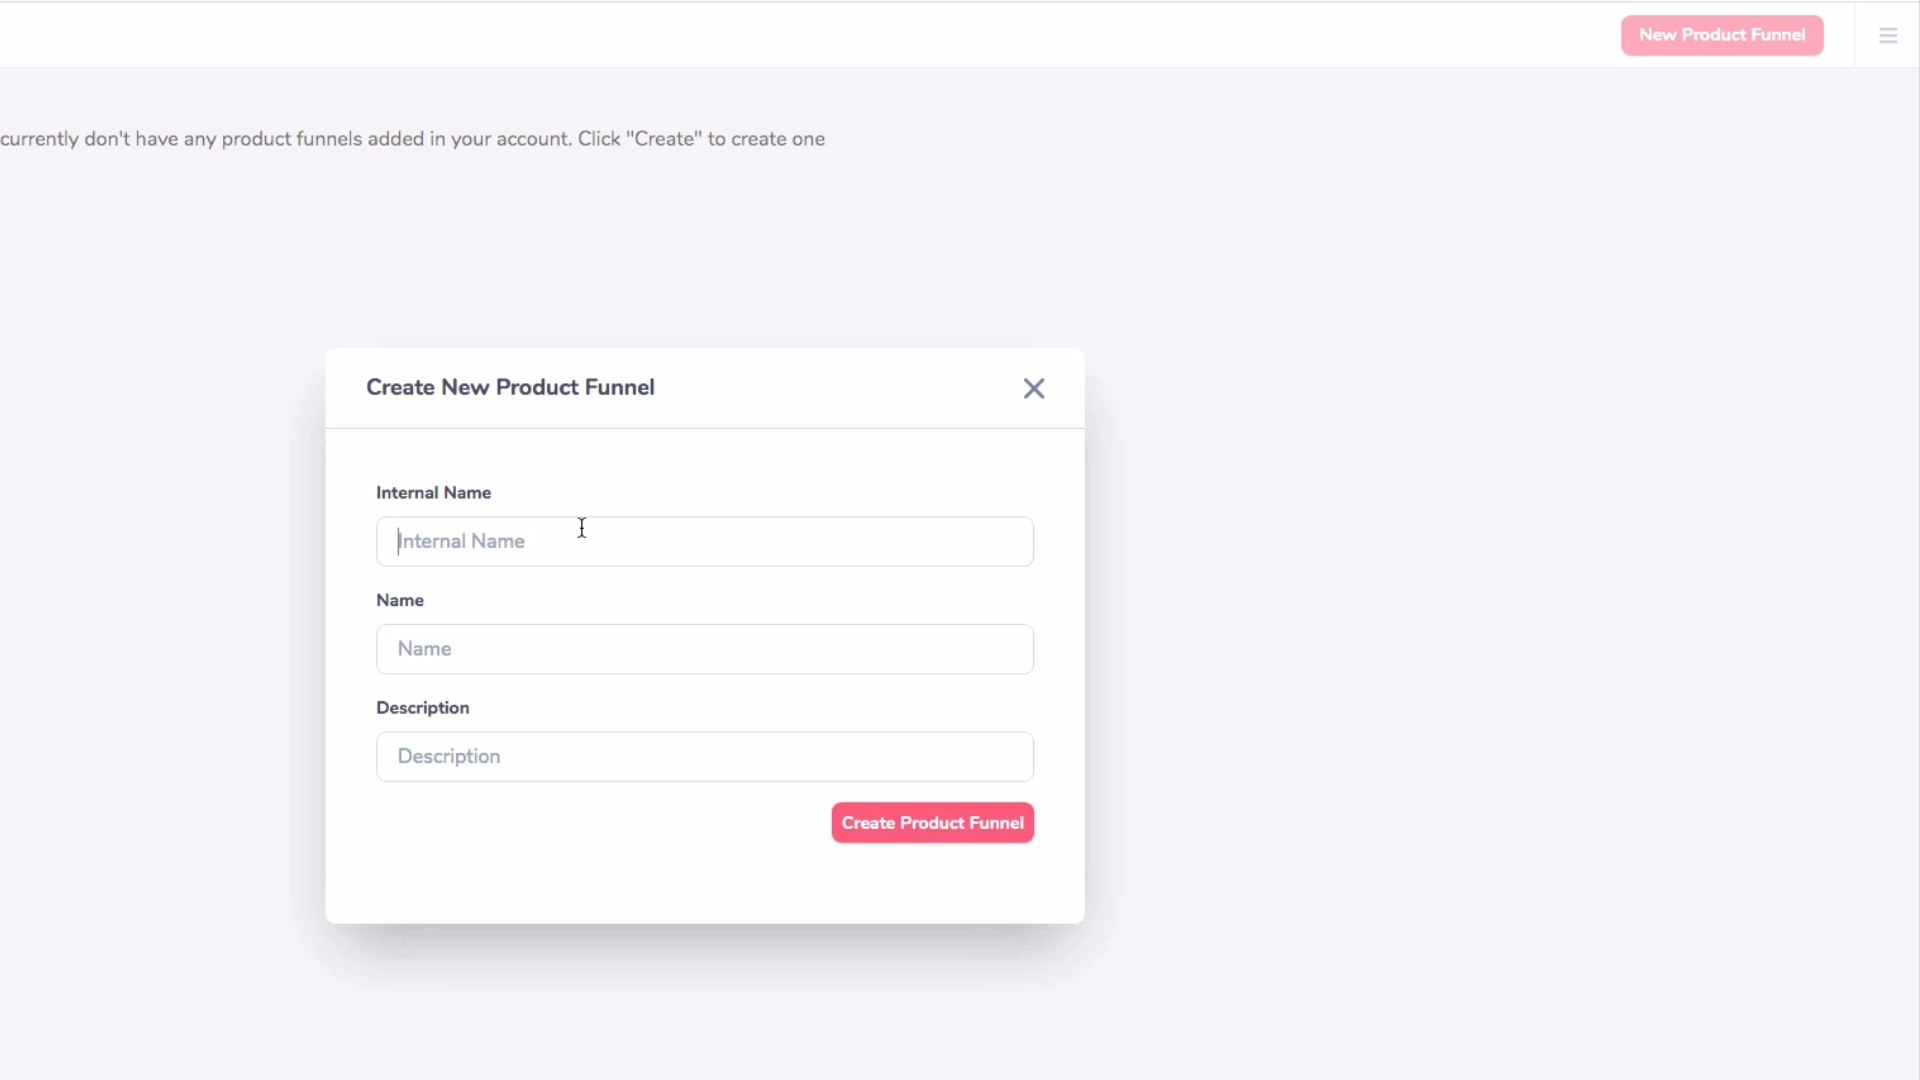 New Product Funnel
currently don't have any product funnels added in your account. Click "Create" to create one
Create New Product Funnel
Internal Name
Internal Name
Name
Name
Description
Description
Create Product Funnel